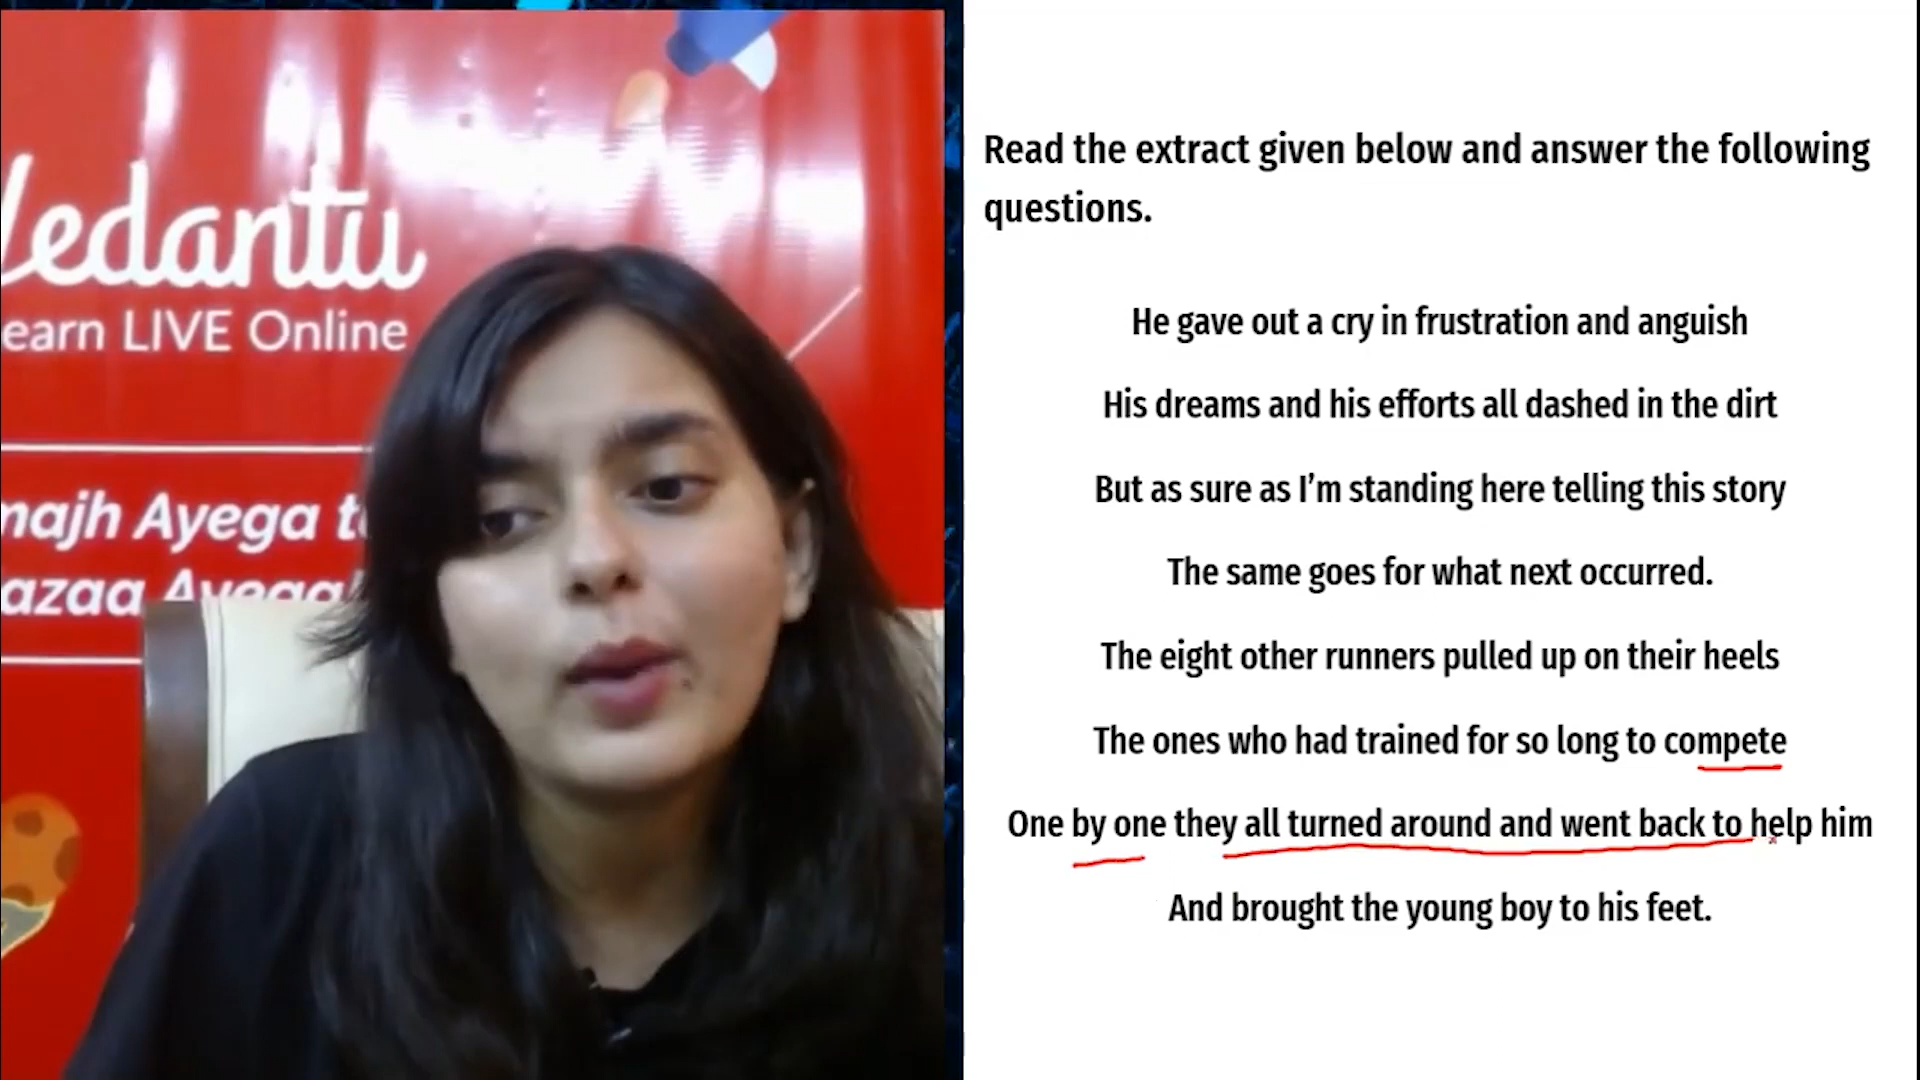 Vedantu
earn LIVE Online
majh Ayega t
azaa Ayega!
Read the extract given below and answer the following
questions.
He gave out a cry in frustration and anguish
His dreams and his efforts all dashed in the dirt
But as sure as I'm standing here telling this story
The same goes for what next occurred.
The eight other runners pulled up on their heels
The ones who had trained for so long to compete
One by one they all turned around and went back to help him
And brought the young boy to his feet.